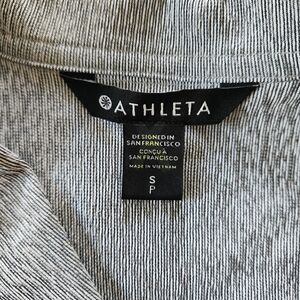 ATHLETA
DESIGNED IN
SAN FRANCISCO
CONÇU À
SAN FRANCISCO
MADE IN VIETNAM
S
P